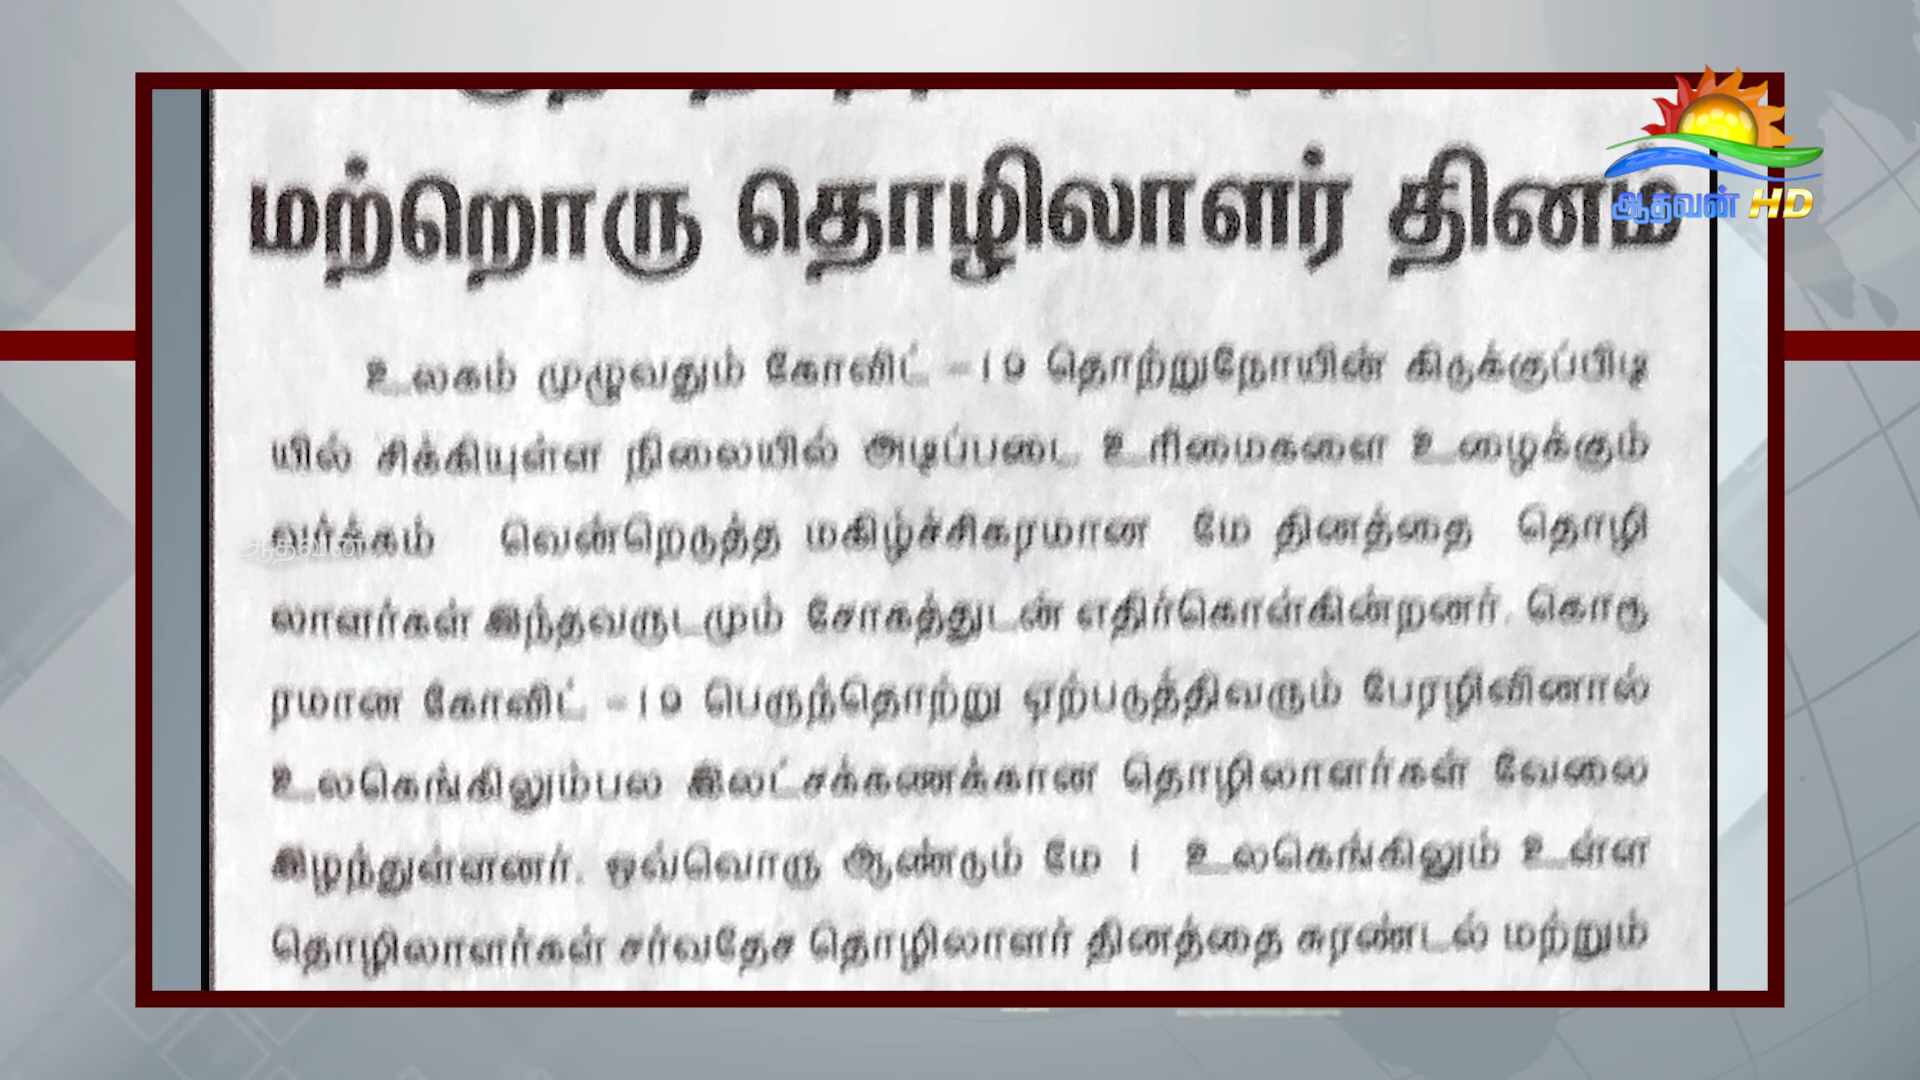 மற்றொரு தொழிலாளர் தினம்
ஆதவன் HD
உலகம் முழுவதும் கோவிட் -19 தொற்றுநோயின் கிடுக்குப்பிடி
யில் சிக்கியுள்ள நிலையில் அடிப்படை உரிமைகளை உழைக்கும்
வர்க்கம் வென்றெடுத்த மகிழ்ச்சிகரமான மே தினத்தை தொழி
ஆதவன்
லாளர்கள் இந்தவருடமும் சோகத்துடன் எதிர்கொள்கின்றனர். கொரூ
ரமான கோவிட் -19 பெருந்தொற்று ஏற்படுத்திவரும் பேரழிவினால்
உலகெங்கிலும்பல இலட்சக்கணக்கான தொழிலாளர்கள் வேலை
இழந்துள்ளனர். ஒவ்வொரு ஆண்டும் மே 1 உலகெங்கிலும் உள்ள
தொழிலாளர்கள் சர்வதேச தொழிலாளர் தினத்தை சுரண்டல் மற்றும்